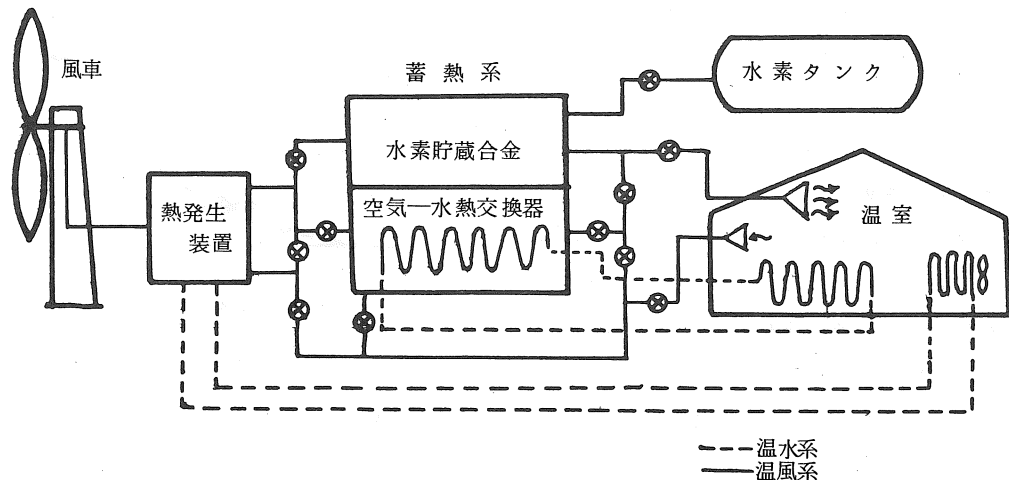 風車
蓄熱系
水素タンク
水素貯蔵合金
熱発生
装置
空気—水熱交換器
温室
温水系
温風系